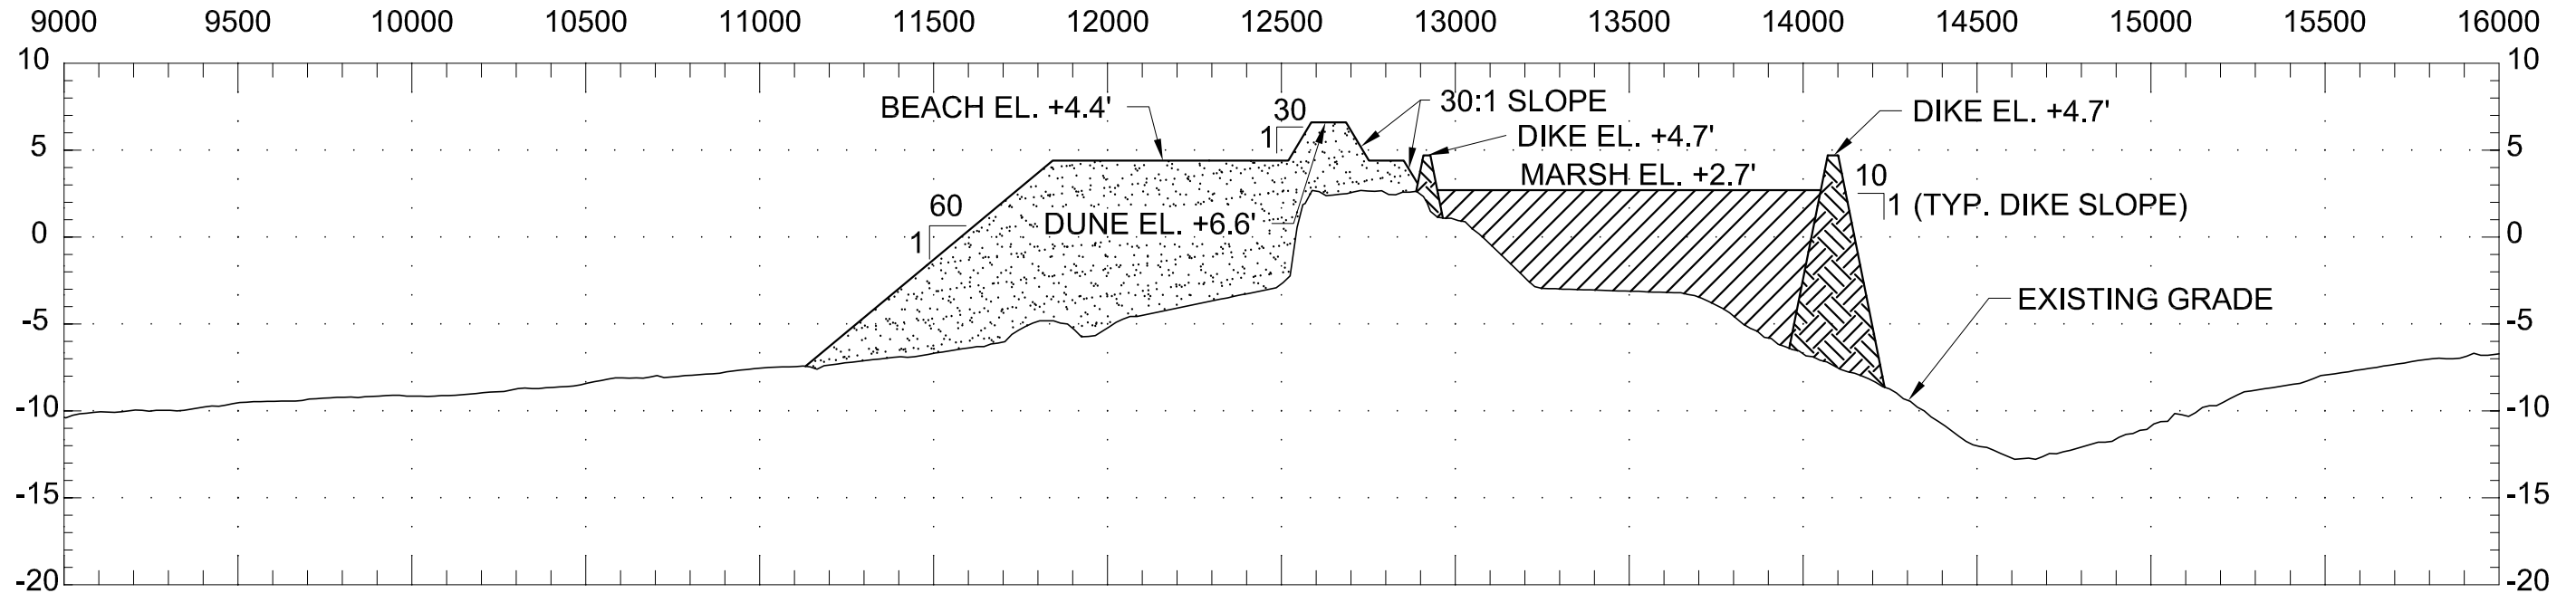 9000 9500 10000 10500 11000 11500 12000 12500 13000 13500 14000 14500 15000 15500 16000
10 10
BEACH EL. +4.4' 30 30:1 SLOPE DIKE EL. +4.7'
1 DIKE EL. +4.7'
5 5
MARSH EL. +2.7' 10
60 1 (TYP. DIKE SLOPE)
DUNE EL. +6.6'
1
0 0
EXISTING GRADE
-5 -5
-10 -10
-15 -15
-20 -20